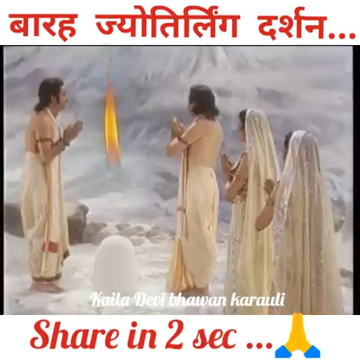 बारह ज्योतिर्लिंग दर्शन...
Kaila Devi bhawan karauli
Share in 2 sec ...🙏